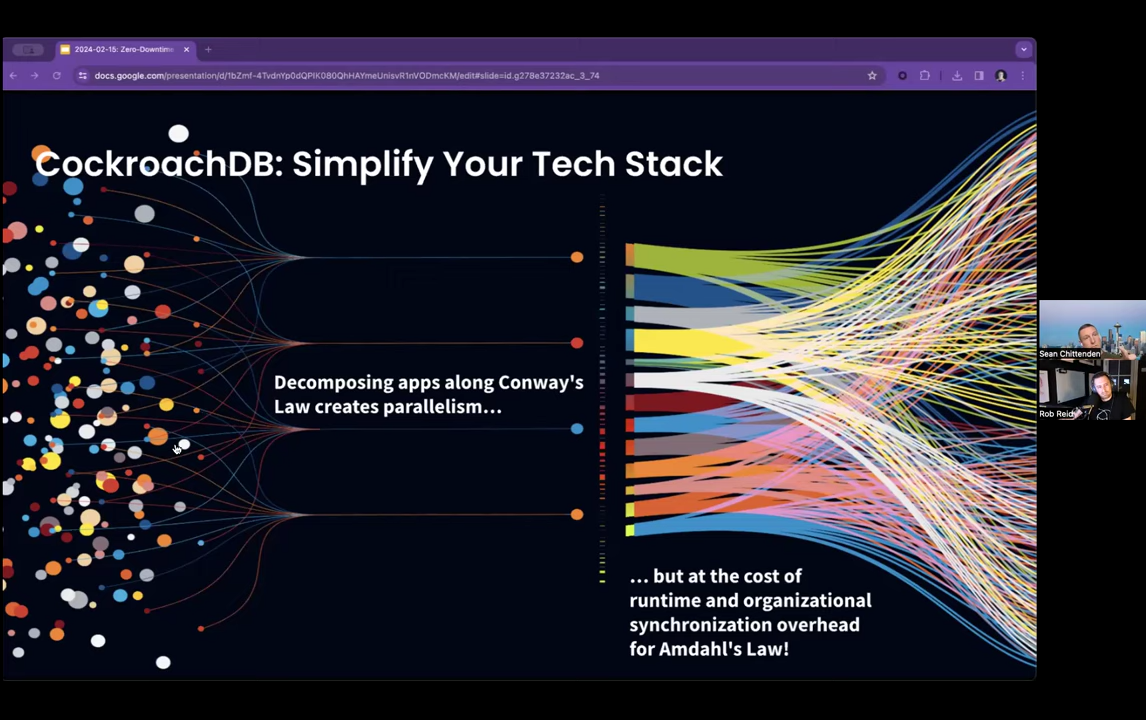 2024-02-15: Zero-Downtim
docs.google.com/presentation/d/1bZmf-4TvdnYp0dQPIK080QhHAYmeUnisvR1nVODmcKM/edit#slide=id.g278e37232ac_3_74
CockroachDB: Simplify Your Tech Stack
Decomposing apps along Conway's
Law creates parallelism...
... but at the cost of
runtime and organizational
synchronization overhead
for Amdahl's Law!
Sean Chittenden
Rob Reid